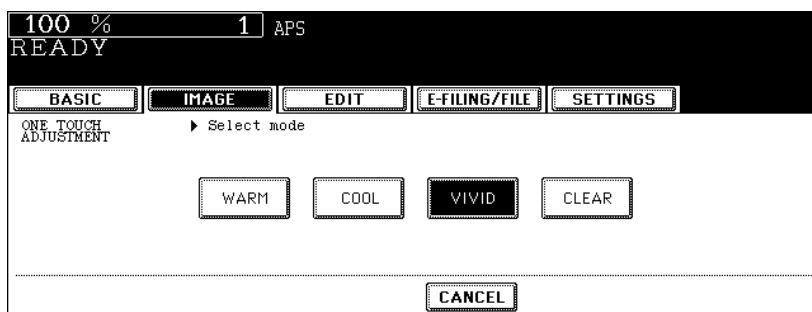 100 % 1 APS
READY
BASIC IMAGE EDIT E-FILING/FILE SETTINGS
ONE TOUCH ADJUSTMENT
Select mode
WARM COOL VIVID CLEAR
CANCEL